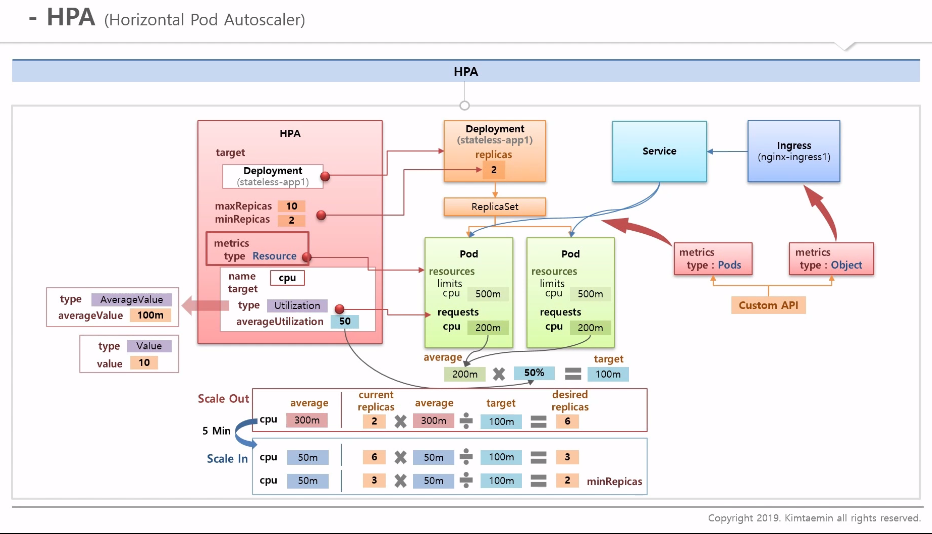 - HPA (Horizontal Pod Autoscaler)
HPA
HPA
target
Deployment
(stateless-app1)
maxRepicas 10
minRepicas 2
metrics
type Resource
name cpu
target
type Utilization
averageUtilization 50
type AverageValue
averageValue 100m
type Value
value 10
Deployment
(stateless-app1)
replicas
2
ReplicaSet
Service
Ingress
(nginx-ingress1)
Pod
resources
limits
cpu 500m
requests
cpu 200m
Pod
resources
limits
cpu 500m
requests
cpu 200m
metrics
type : Pods
metrics
type : Object
Custom API
average
target
200m 50% 100m
Scale Out
average
current
replicas
average
target
desired
replicas
cpu 300m 2 300m 100m 6
5 Min
Scale In
cpu 50m 6 50m 100m 3
cpu 50m 3 50m 100m 2 minRepicas
Copyright 2019. Kimtaemin all rights reserved.